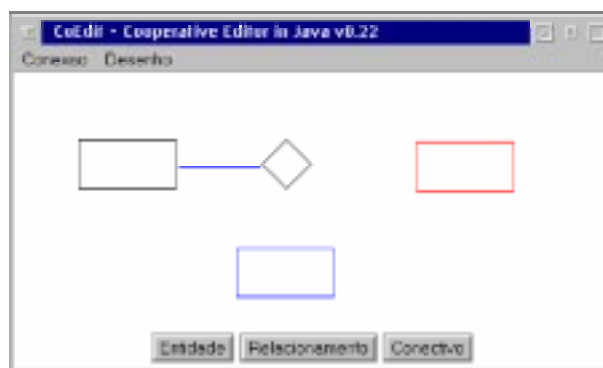 CoEdit - Cooperative Editor in Java v0.22
Conexao Desenho
Entidade Relacionamento Conectivo